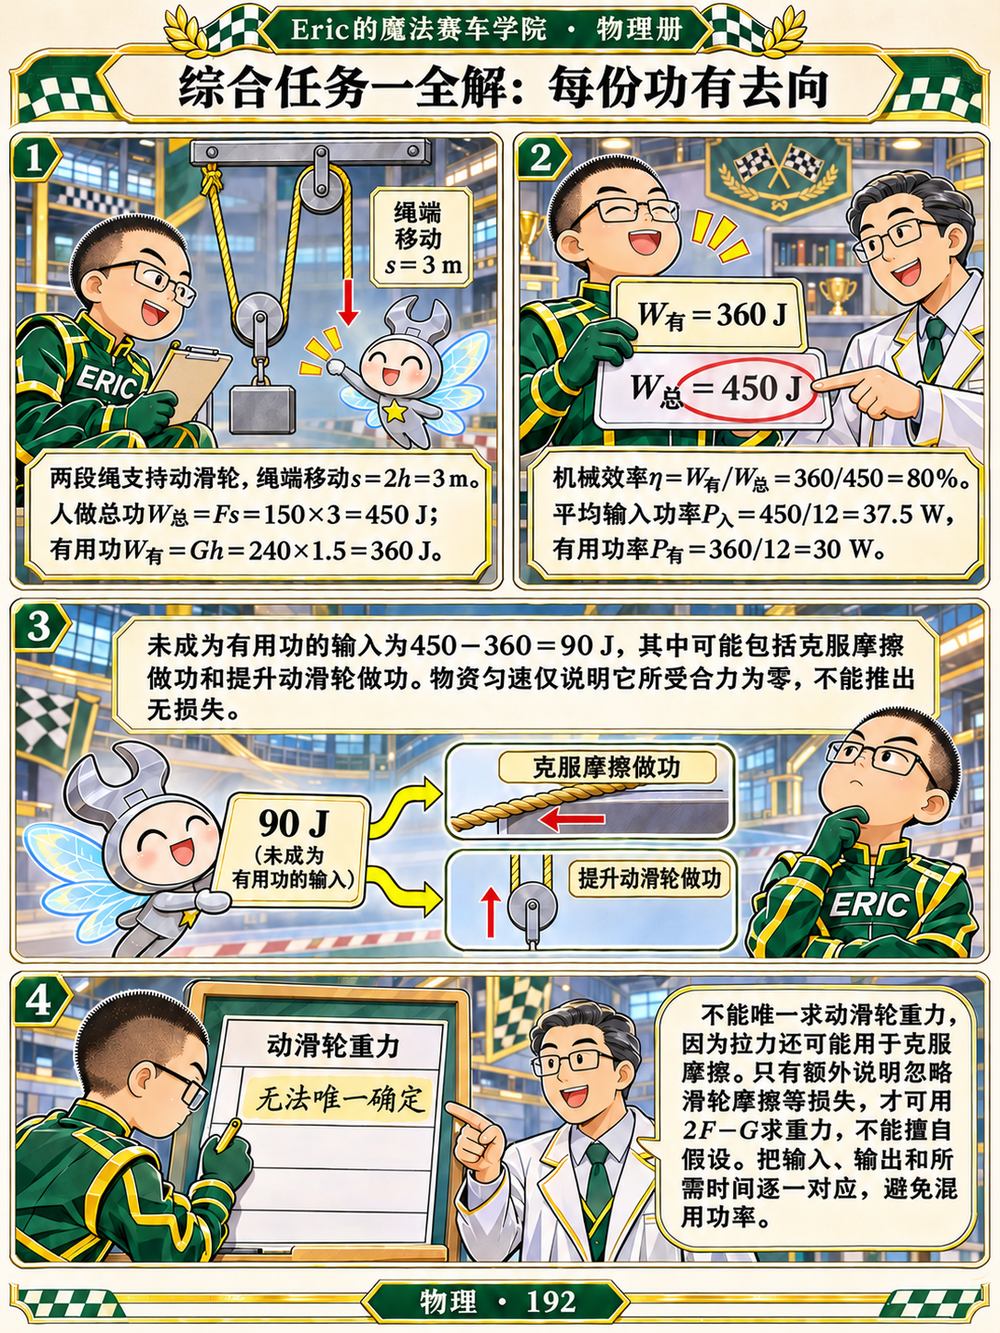 Eric的魔法赛车学院 · 物理册
综合任务一全解：每份功有去向
1
绳端
移动
s=3 m
ERIC
两段绳支持动滑轮，绳端移动s=2h=3 m。
人做总功W总=Fs=150×3=450 J；
有用功W有=Gh=240×1.5=360 J。
2
W有=360 J
W总=450 J
机械效率η=W有/W总=360/450=80%。
平均输入功率P入=450/12=37.5 W，
有用功率P有=360/12=30 W。
3
未成为有用功的输入为450−360=90 J，其中可能包括克服摩擦
做功和提升动滑轮做功。物资匀速仅说明它所受合力为零，不能推出
无损失。
90 J
（未成为
有用功的输入）
克服摩擦做功
提升动滑轮做功
ERIC
4
动滑轮重力
无法唯一确定
不能唯一求动滑轮重力，
因为拉力还可能用于克服
摩擦。只有额外说明忽略
滑轮摩擦等损失，才可用
2F−G求重力，不能擅自
假设。把输入、输出和所
需时间逐一对应，避免混
用功率。
物理 · 192